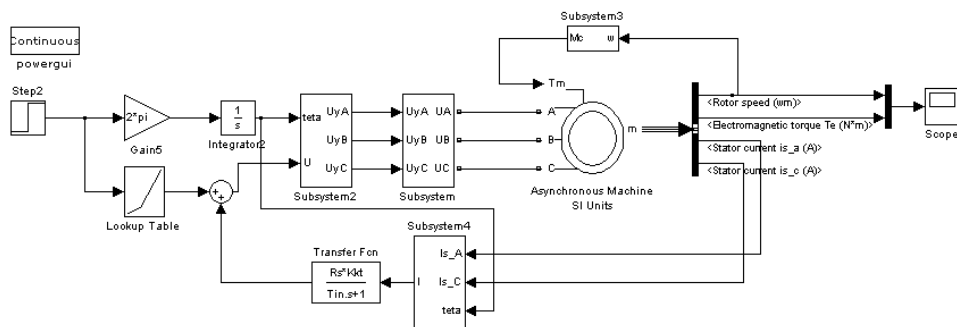 Continuous
powergui
Step2
2*pi
Gain5
1
s
Integrator2
Lookup Table
teta
U
UyA
UyB
UyC
Subsystem2
UyA
UyB
UyC
UA
UB
UC
Subsystem
Subsystem3
Mc
w
Tm
A
B
C
m
Asynchronous Machine
SI Units
<Rotor speed (wm)>
<Electromagnetic torque Te (N*m)>
<Stator current is_a (A)>
<Stator current is_c (A)>
Scope
Transfer Fcn
Rs*Kkt
Tin.s+1
Subsystem4
I
Is_A
Is_C
teta